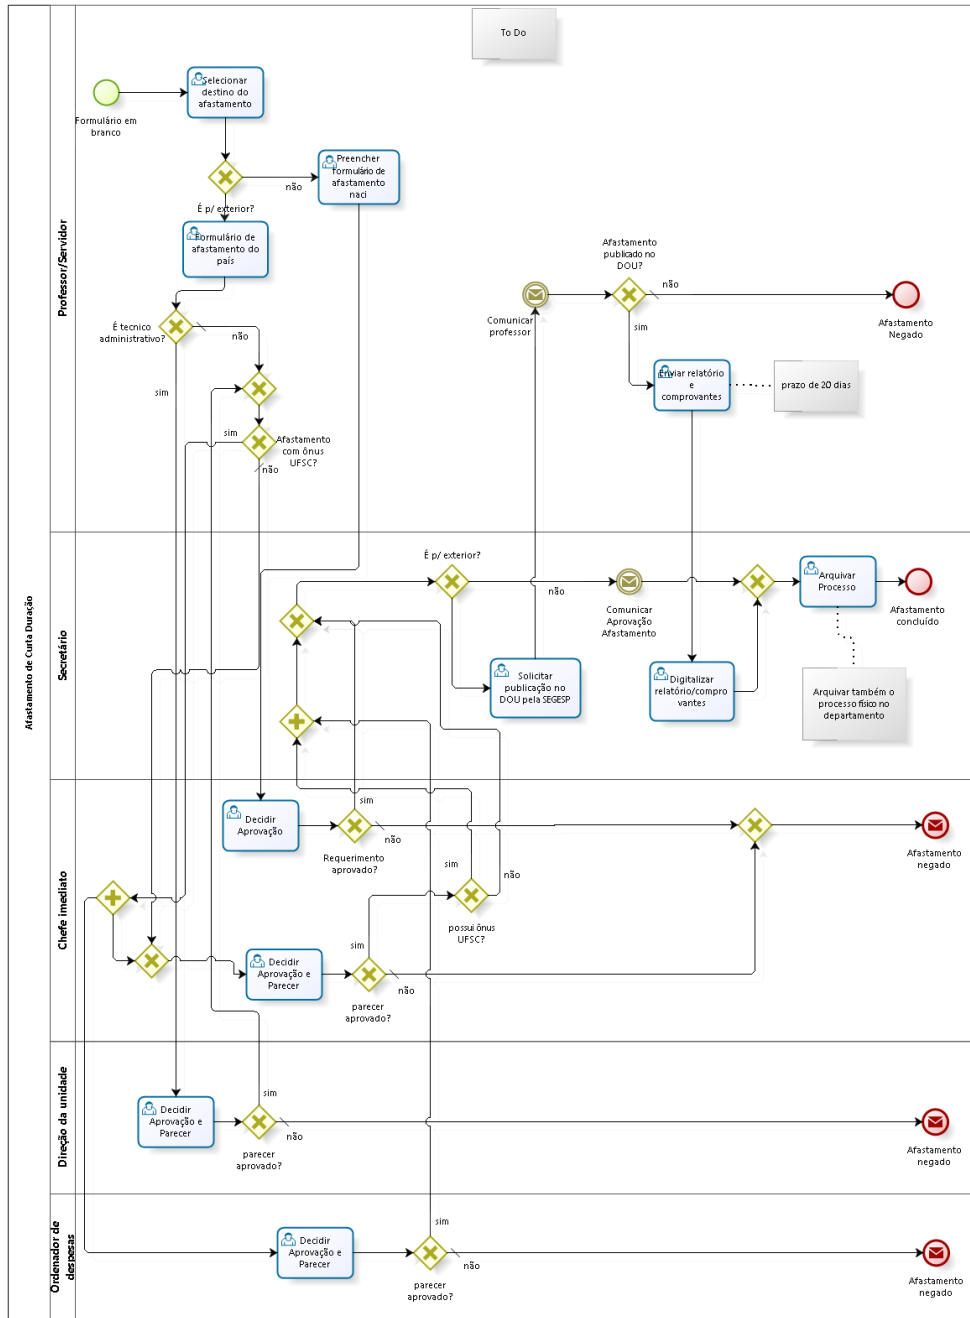 Afastamento de Curta Duração
Professor/Servidor
To Do
Formulário em
branco
Selecionar
destino do
afastamento
não
É p/ exterior?
Preencher
formulário de
afastamento
naci
Formulário de
afastamento do
país
É tecnico
administrativo?
não
sim
sim
Afastamento
com ônus
UFSC?
não
Comunicar
professor
Afastamento
publicado no
DOU?
não
sim
Afastamento
Negado
Enviar relatório
e
comprovantes
prazo de 20 dias
Secretário
É p/ exterior?
não
Comunicar
Aprovação
Afastamento
Arquivar
Processo
Afastamento
concluído
Solicitar
publicação no
DOU pela SEGESP
Digitalizar
relatório/compro
vantes
Arquivar também o
processo físico no
departamento
Chefe imediato
Decidir
Aprovação
sim
não
Requerimento
aprovado?
Afastamento
negado
sim
não
possui ônus
UFSC?
Decidir
Aprovação e
Parecer
sim
não
parecer
aprovado?
Direção da unidade
Decidir
Aprovação e
Parecer
sim
não
parecer
aprovado?
Afastamento
negado
Ordenador de
despesas
Decidir
Aprovação e
Parecer
sim
não
parecer
aprovado?
Afastamento
negado